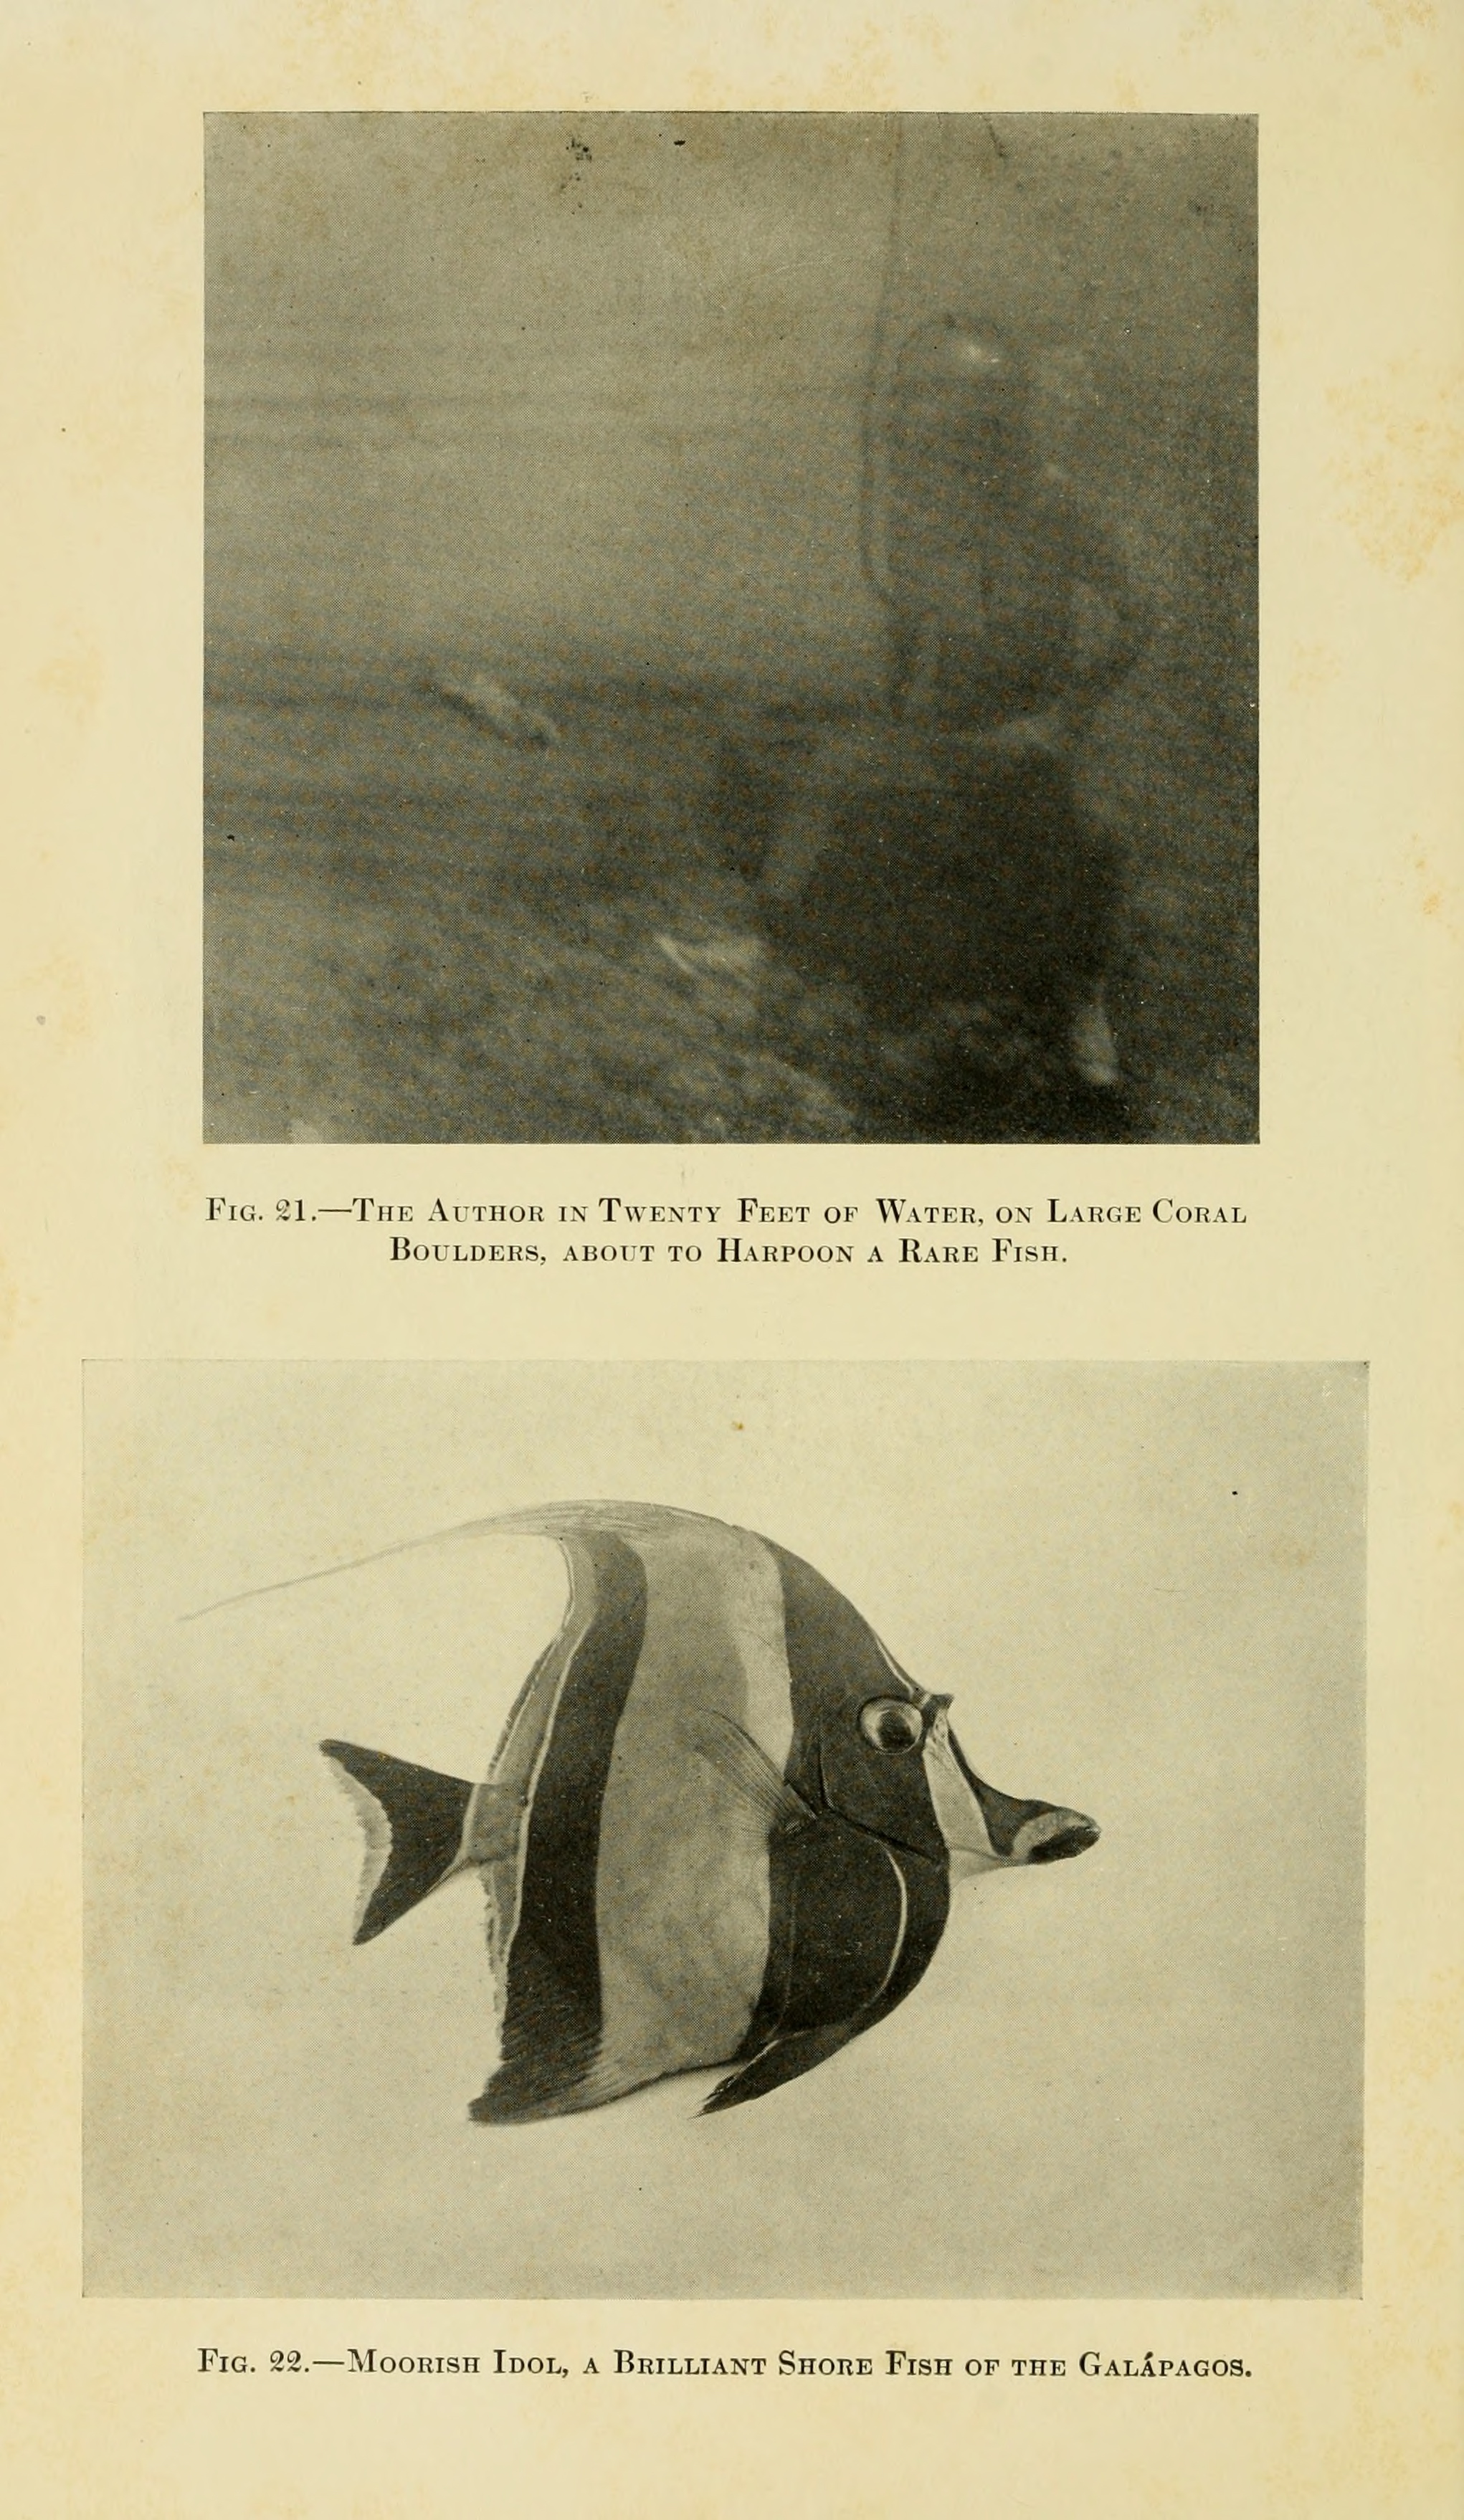 Fig. 21.—The Author in Twenty Feet of Water, on Large Coral
Boulders, about to Harpoon a Rare Fish.
Fig. 22.—Moorish Idol, a Brilliant Shore Fish of the Galápagos.